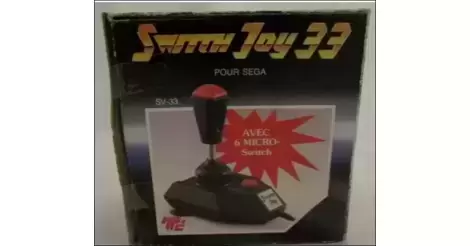 Switch Joy 33
POUR SEGA
SV-33
AVEC
6 MICRO-
Switch